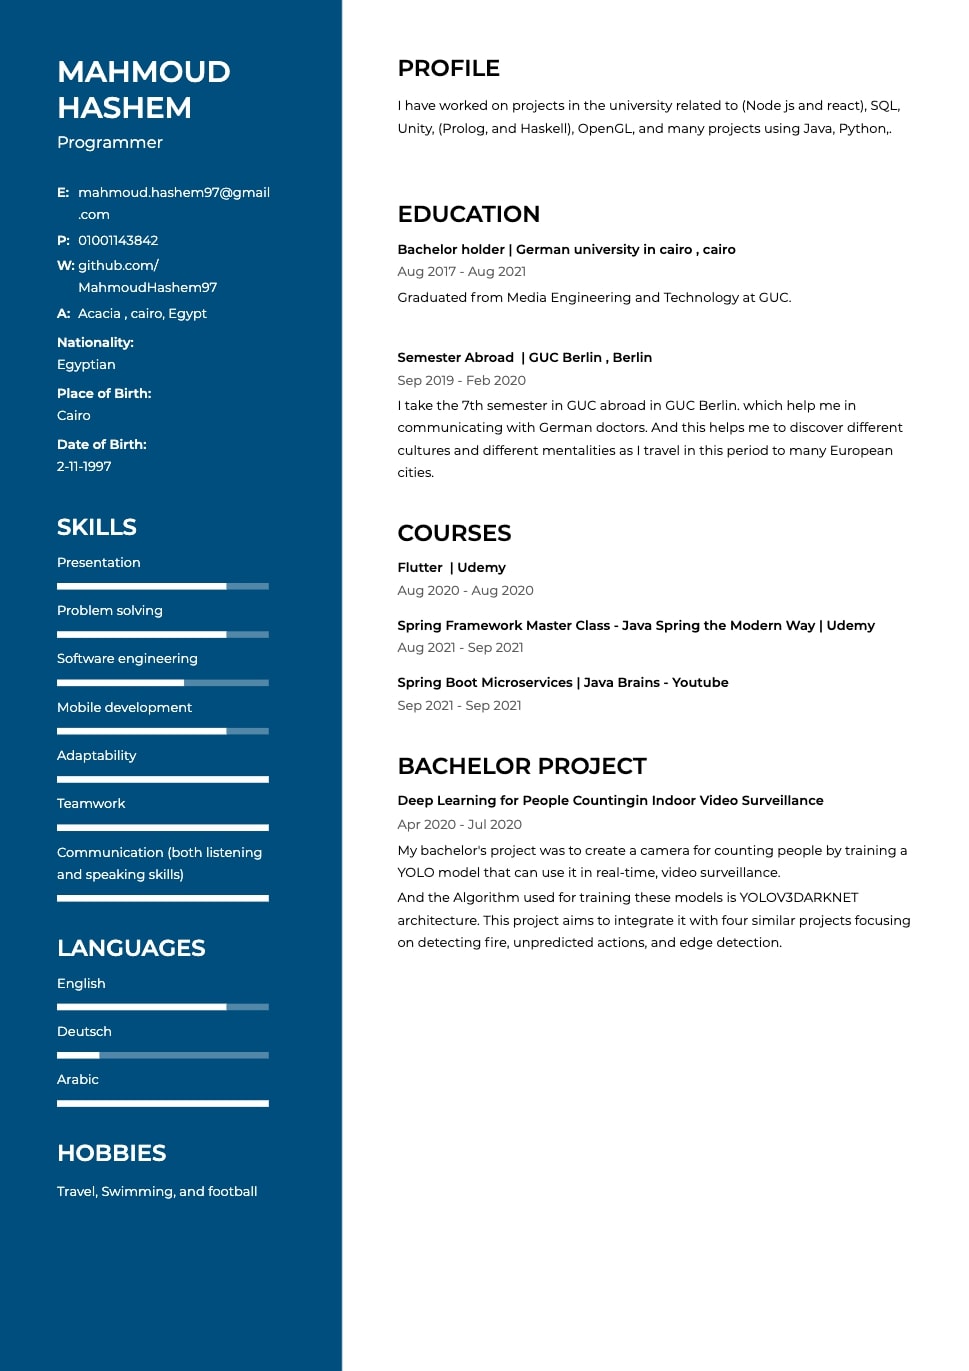 MAHMOUD
HASHEM
Programmer
E: mahmoud.hashem97@gmail
.com
P: 01001143842
W: github.com/
MahmoudHashem97
A: Acacia , cairo, Egypt
Nationality:
Egyptian
Place of Birth:
Cairo
Date of Birth:
2-11-1997
SKILLS
Presentation
Problem solving
Software engineering
Mobile development
Adaptability
Teamwork
Communication (both listening
and speaking skills)
LANGUAGES
English
Deutsch
Arabic
HOBBIES
Travel, Swimming, and football
PROFILE
I have worked on projects in the university related to (Node js and react), SQL,
Unity, (Prolog, and Haskell), OpenGL, and many projects using Java, Python,.
EDUCATION
Bachelor holder | German university in cairo , cairo
Aug 2017 - Aug 2021
Graduated from Media Engineering and Technology at GUC.
Semester Abroad | GUC Berlin , Berlin
Sep 2019 - Feb 2020
I take the 7th semester in GUC abroad in GUC Berlin. which help me in
communicating with German doctors. And this helps me to discover different
cultures and different mentalities as I travel in this period to many European
cities.
COURSES
Flutter | Udemy
Aug 2020 - Aug 2020
Spring Framework Master Class - Java Spring the Modern Way | Udemy
Aug 2021 - Sep 2021
Spring Boot Microservices | Java Brains - Youtube
Sep 2021 - Sep 2021
BACHELOR PROJECT
Deep Learning for People Countingin Indoor Video Surveillance
Apr 2020 - Jul 2020
My bachelor's project was to create a camera for counting people by training a
YOLO model that can use it in real-time, video surveillance.
And the Algorithm used for training these models is YOLOV3DARKNET
architecture. This project aims to integrate it with four similar projects focusing
on detecting fire, unpredicted actions, and edge detection.